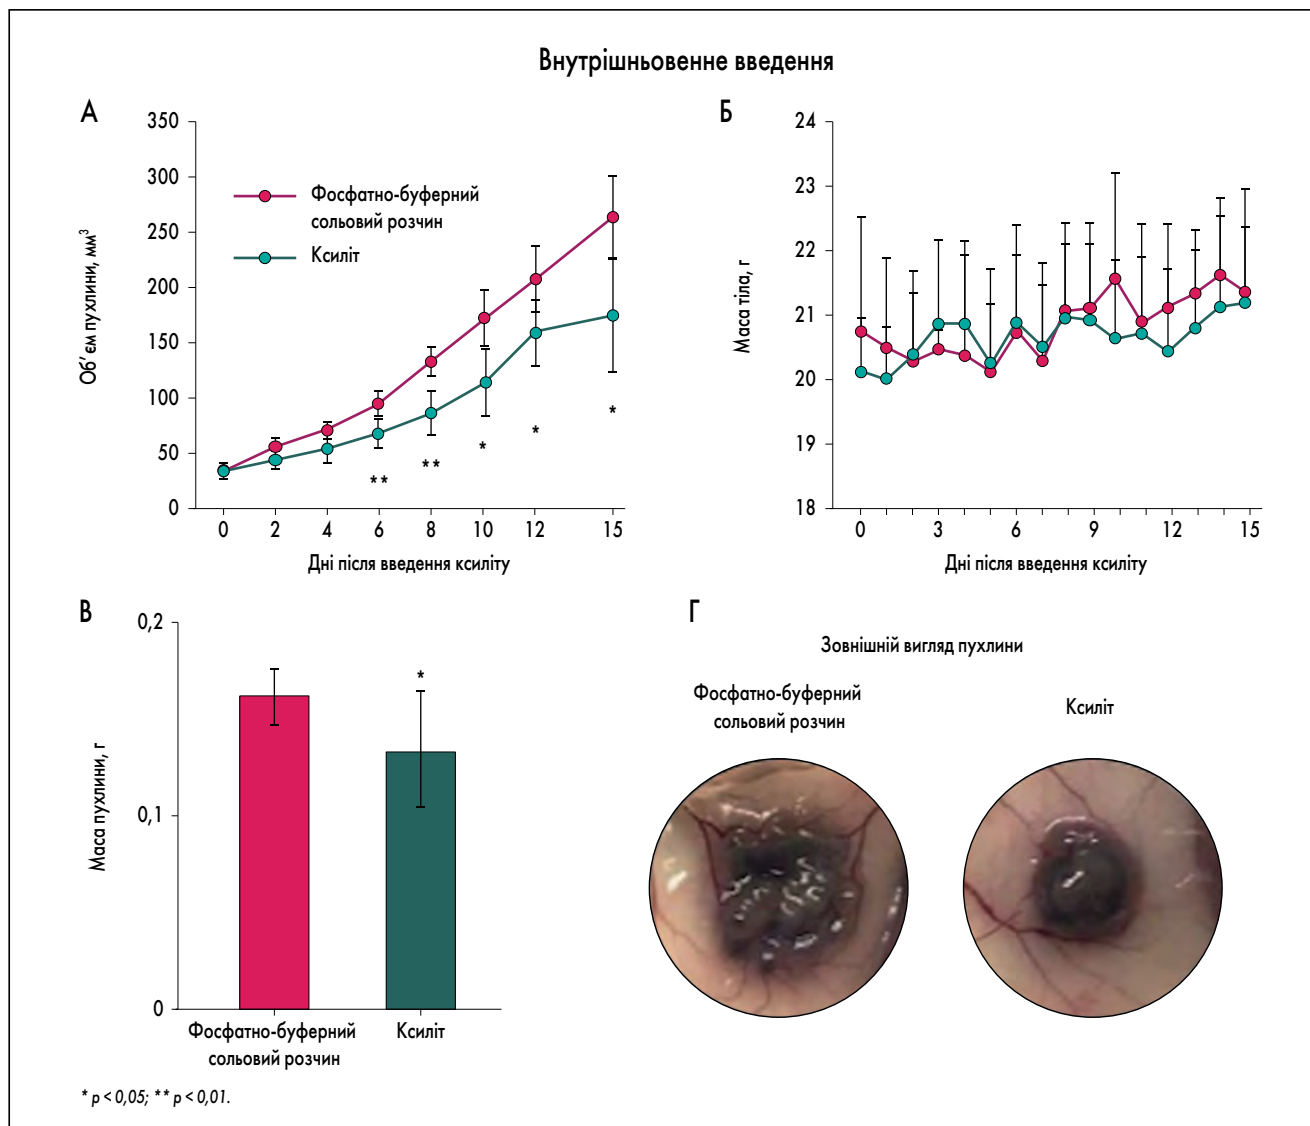 Внутрішньовенне введення
А
350
300
250
200
150
100
50
0
Об'єм пухлини, мм³
Фосфатно-буферний
сольовий розчин
Ксиліт
**
**
*
*
*
0 2 4 6 8 10 12 15
Дні після введення ксиліту
Б
24
23
22
21
20
19
18
Маса тіла, г
0 3 6 9 12 15
Дні після введення ксиліту
В
0,2
0,1
0
Маса пухлини, г
*
Фосфатно-буферний
сольовий розчин
Ксиліт
Г
Зовнішній вигляд пухлини
Фосфатно-буферний
сольовий розчин
Ксиліт
* p < 0,05; ** p < 0,01.